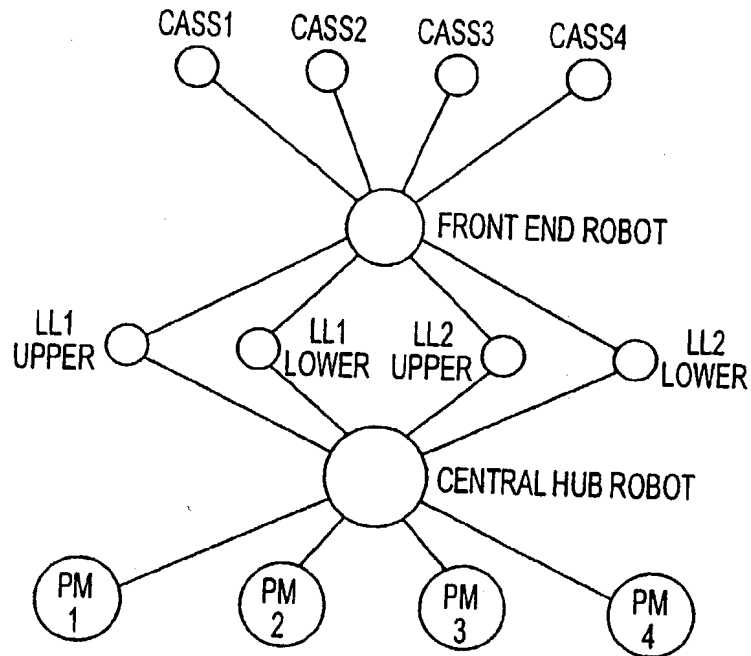 CASS1
CASS2
CASS3
CASS4
FRONT END ROBOT
LL1
UPPER
LL1
LOWER
LL2
UPPER
LL2
LOWER
CENTRAL HUB ROBOT
PM
1
PM
2
PM
3
PM
4